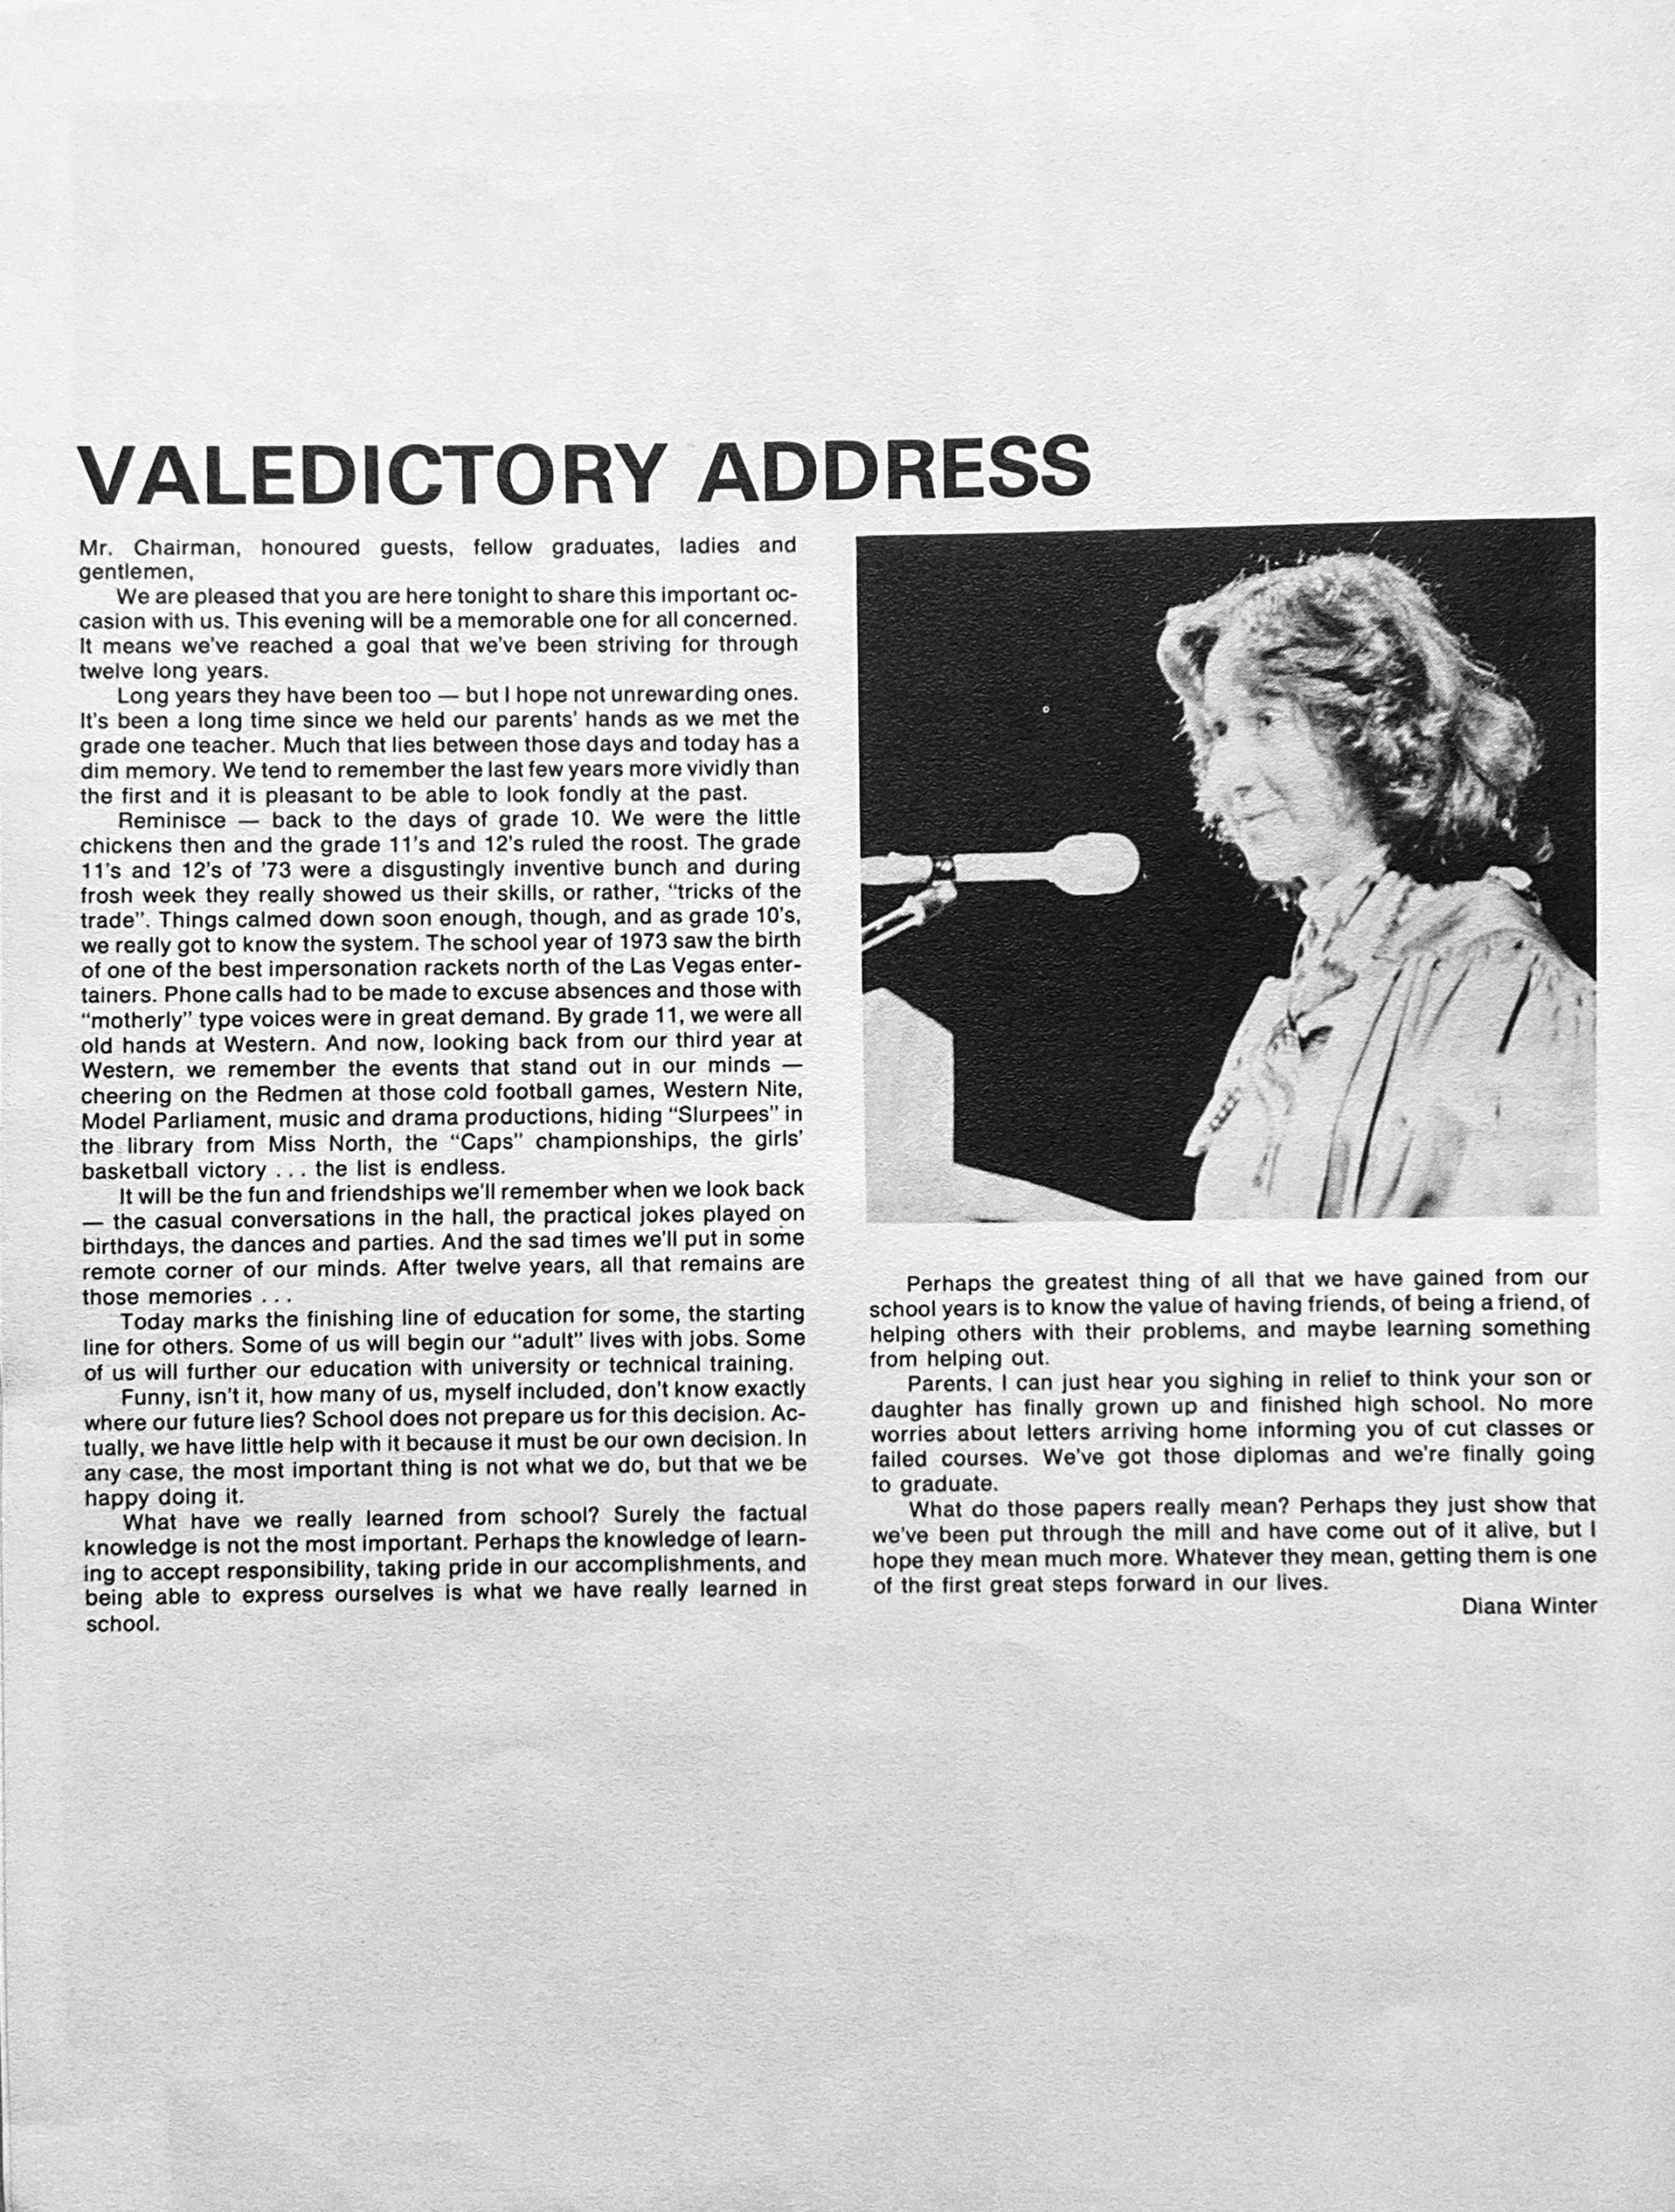 VALEDICTORY ADDRESS
Mr. Chairman, honoured guests, fellow graduates, ladies and
gentlemen,
We are pleased that you are here tonight to share this important oc-
casion with us. This evening will be a memorable one for all concerned.
It means we've reached a goal that we've been striving for through
twelve long years.
Long years they have been too — but I hope not unrewarding ones.
It's been a long time since we held our parents' hands as we met the
grade one teacher. Much that lies between those days and today has a
dim memory. We tend to remember the last few years more vividly than
the first and it is pleasant to be able to look fondly at the past.
Reminisce — back to the days of grade 10. We were the little
chickens then and the grade 11's and 12's ruled the roost. The grade
11's and 12's of '73 were a disgustingly inventive bunch and during
frosh week they really showed us their skills, or rather, "tricks of the
trade". Things calmed down soon enough, though, and as grade 10's,
we really got to know the system. The school year of 1973 saw the birth
of one of the best impersonation rackets north of the Las Vegas enter-
tainers. Phone calls had to be made to excuse absences and those with
"motherly" type voices were in great demand. By grade 11, we were all
old hands at Western. And now, looking back from our third year at
Western, we remember the events that stand out in our minds —
cheering on the Redmen at those cold football games, Western Nite,
Model Parliament, music and drama productions, hiding "Slurpees" in
the library from Miss North, the "Caps" championships, the girls'
basketball victory . . . the list is endless.
It will be the fun and friendships we'll remember when we look back
— the casual conversations in the hall, the practical jokes played on
birthdays, the dances and parties. And the sad times we'll put in some
remote corner of our minds. After twelve years, all that remains are
those memories . . .
Today marks the finishing line of education for some, the starting
line for others. Some of us will begin our "adult" lives with jobs. Some
of us will further our education with university or technical training.
Funny, isn't it, how many of us, myself included, don't know exactly
where our future lies? School does not prepare us for this decision. Ac-
tually, we have little help with it because it must be our own decision. In
any case, the most important thing is not what we do, but that we be
happy doing it.
What have we really learned from school? Surely the factual
knowledge is not the most important. Perhaps the knowledge of learn-
ing to accept responsibility, taking pride in our accomplishments, and
being able to express ourselves is what we have really learned in
school.
Perhaps the greatest thing of all that we have gained from our
school years is to know the value of having friends, of being a friend, of
helping others with their problems, and maybe learning something
from helping out.
Parents, I can just hear you sighing in relief to think your son or
daughter has finally grown up and finished high school. No more
worries about letters arriving home informing you of cut classes or
failed courses. We've got those diplomas and we're finally going
to graduate.
What do those papers really mean? Perhaps they just show that
we've been put through the mill and have come out of it alive, but I
hope they mean much more. Whatever they mean, getting them is one
of the first great steps forward in our lives.
Diana Winter